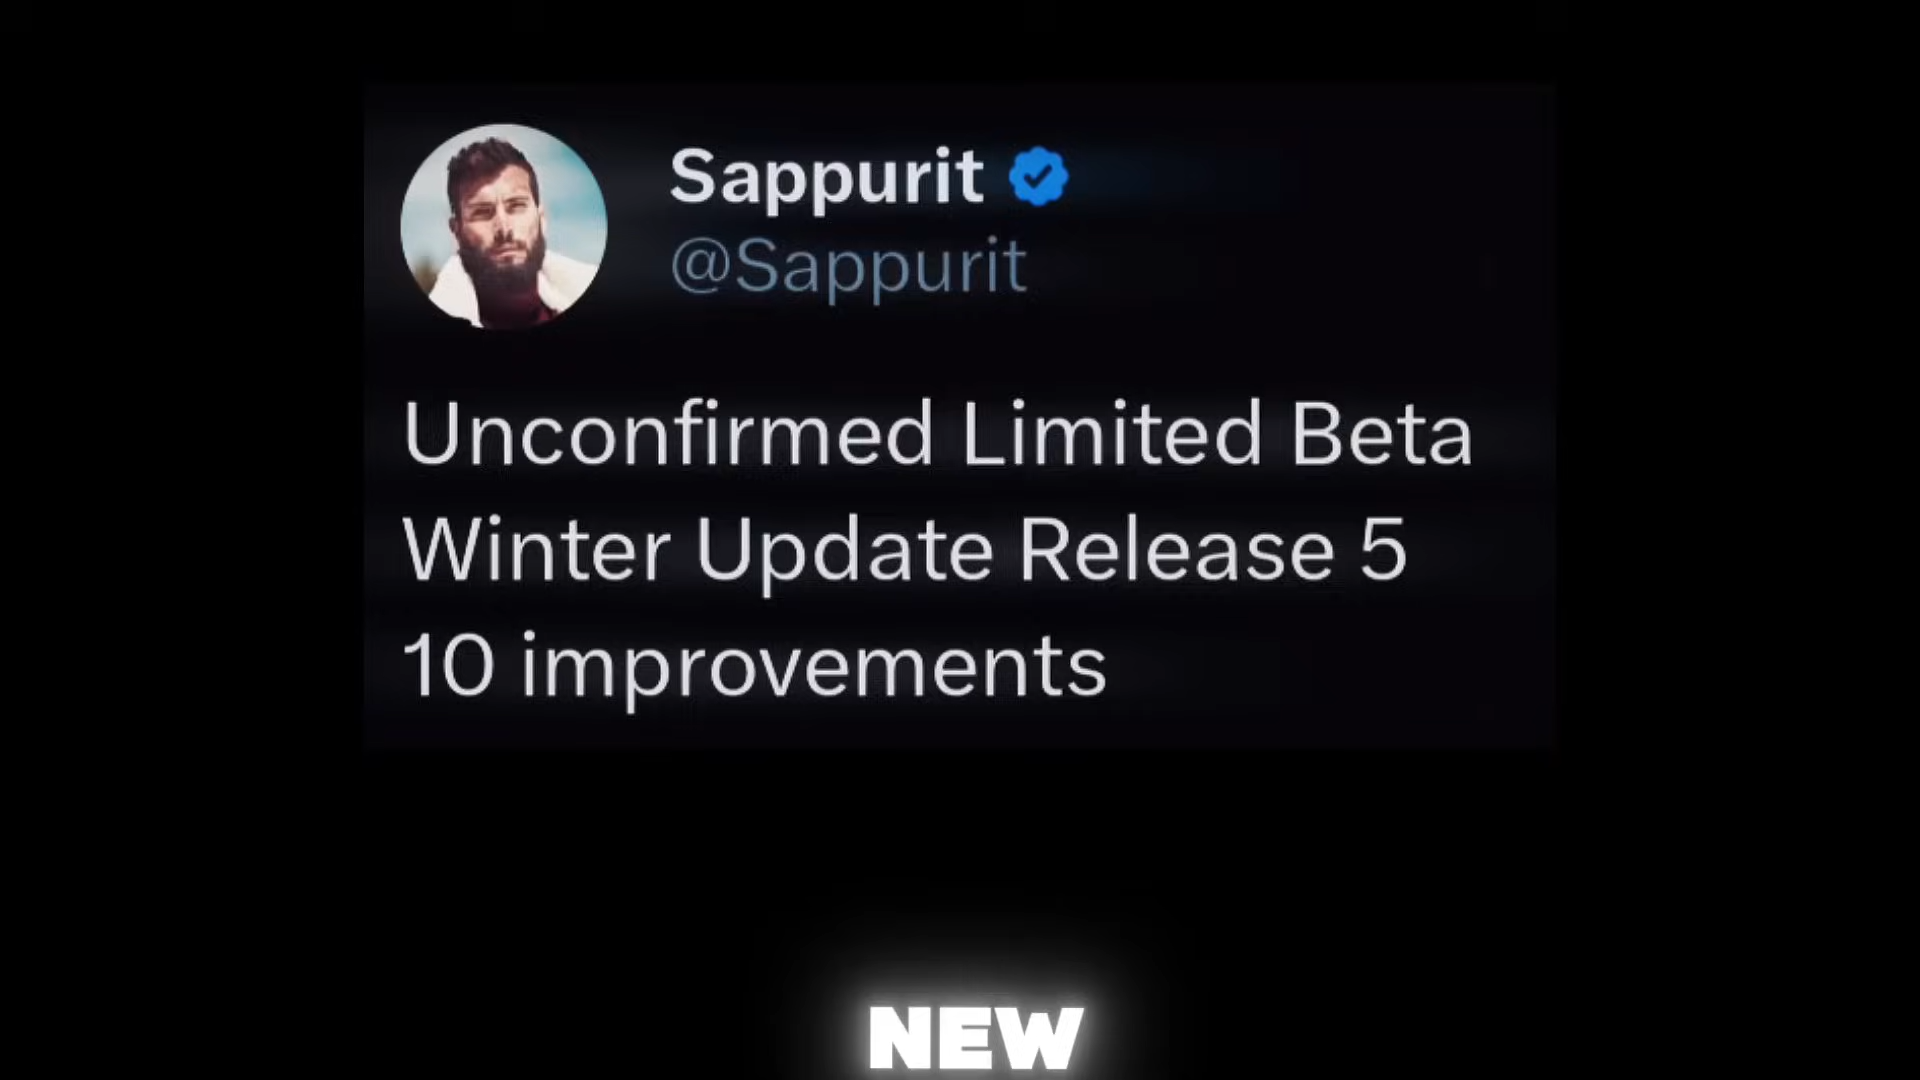 Sappurit
@Sappurit
Unconfirmed Limited Beta
Winter Update Release 5
10 improvements
NEW